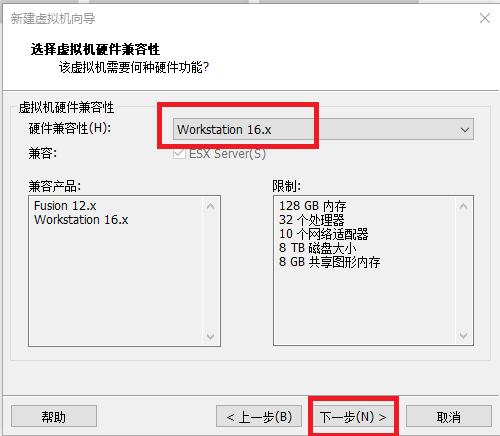 新建虚拟机向导
选择虚拟机硬件兼容性
该虚拟机需要何种硬件功能?
虚拟机硬件兼容性
硬件兼容性(H):
Workstation 16.x
兼容:
ESX Server(S)
兼容产品:
Fusion 12.x
Workstation 16.x
限制:
128 GB 内存
32 个处理器
10 个网络适配器
8 TB 磁盘大小
8 GB 共享图形内存
帮助
< 上一步(B)
下一步(N) >
取消